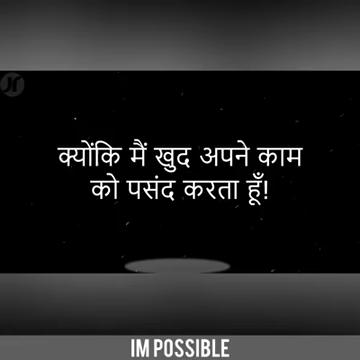 क्योंकि मैं खुद अपने काम
को पसंद करता हूँ!
IM POSSIBLE